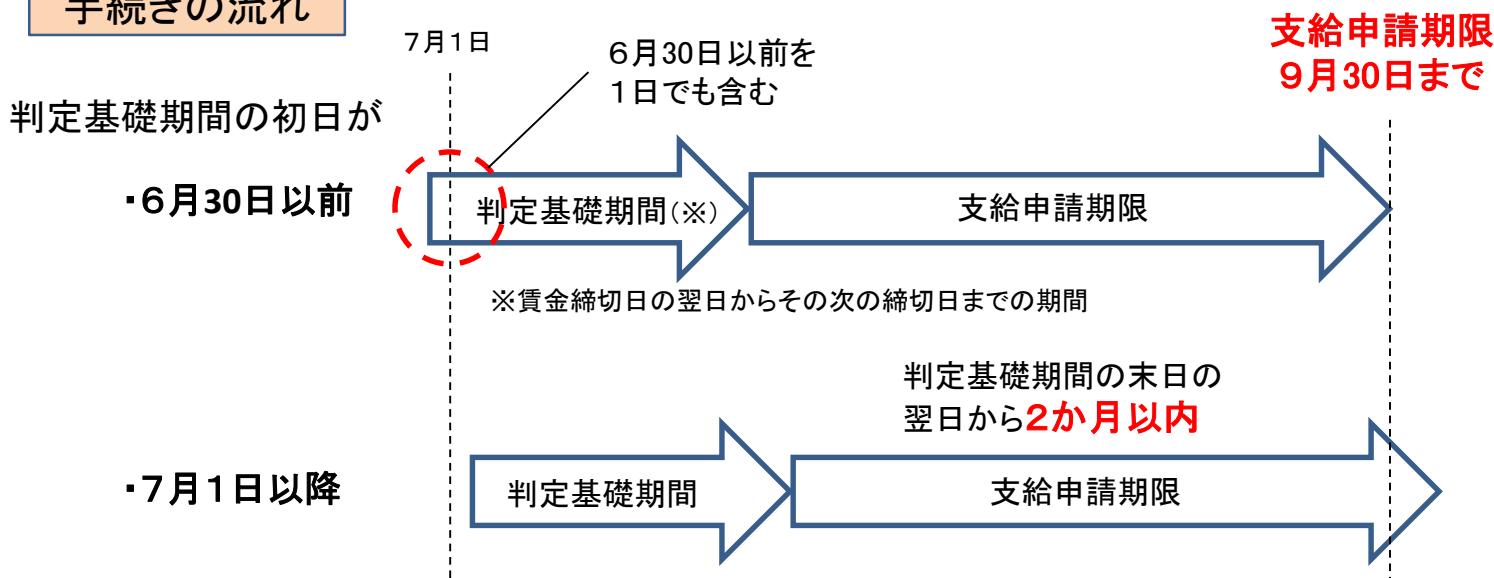 手続きの流れ
７月１日
６月30日以前を
１日でも含む
支給申請期限
９月30日まで
判定基礎期間の初日が
・６月30日以前
判定基礎期間(※)
支給申請期限
※賃金締切日の翌日からその次の締切日までの期間
判定基礎期間の末日の
翌日から２か月以内
・７月１日以降
判定基礎期間
支給申請期限